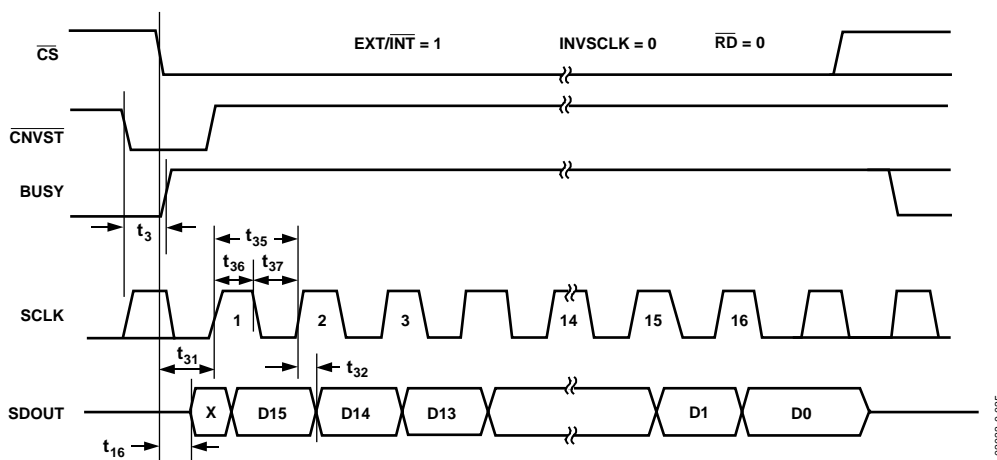 EXT/INT = 1 INVSCLK = 0 RD = 0
CS
CNVST
BUSY
t3
t35
t36 t37
SCLK
1 2 3 14 15 16
t31
t32
SDOUT
X D15 D14 D13 D1 D0
t16